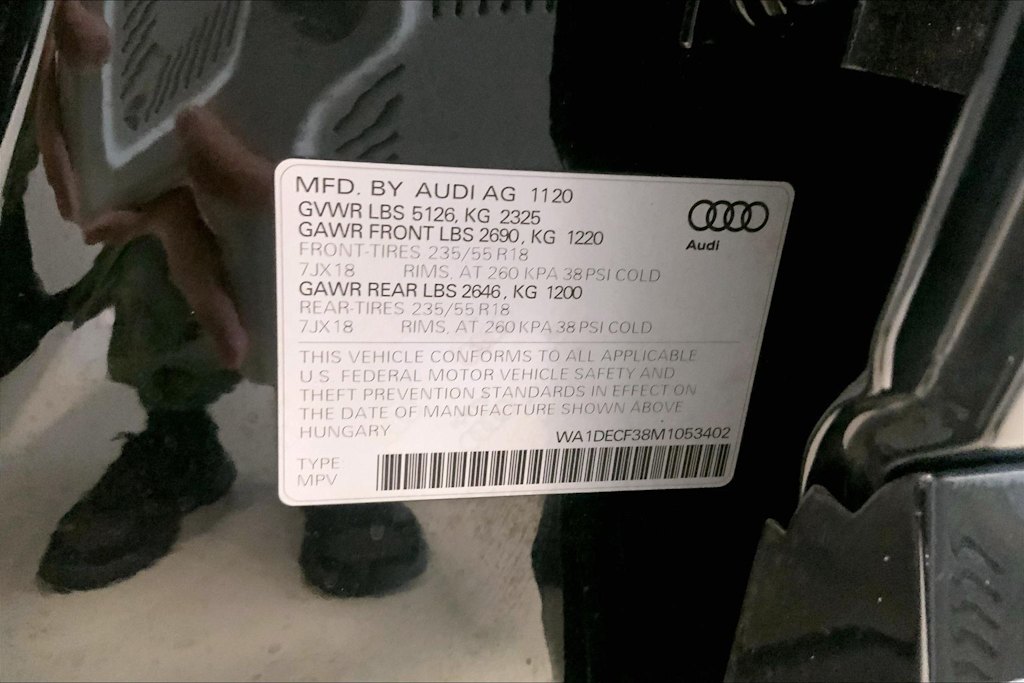 MFD. BY AUDI AG 1120
GVWR LBS 5126, KG 2325
GAWR FRONT LBS 2690, KG 1220
FRONT-TIRES 235/55 R18
7JX18 RIMS, AT 260 KPA 38 PSI COLD
GAWR REAR LBS 2646, KG 1200
REAR-TIRES 235/55 R18
7JX18 RIMS, AT 260 KPA 38 PSI COLD
Audi
THIS VEHICLE CONFORMS TO ALL APPLICABLE
U.S. FEDERAL MOTOR VEHICLE SAFETY AND
THEFT PREVENTION STANDARDS IN EFFECT ON
THE DATE OF MANUFACTURE SHOWN ABOVE
HUNGARY WA1DECF38M1053402
TYPE
MPV